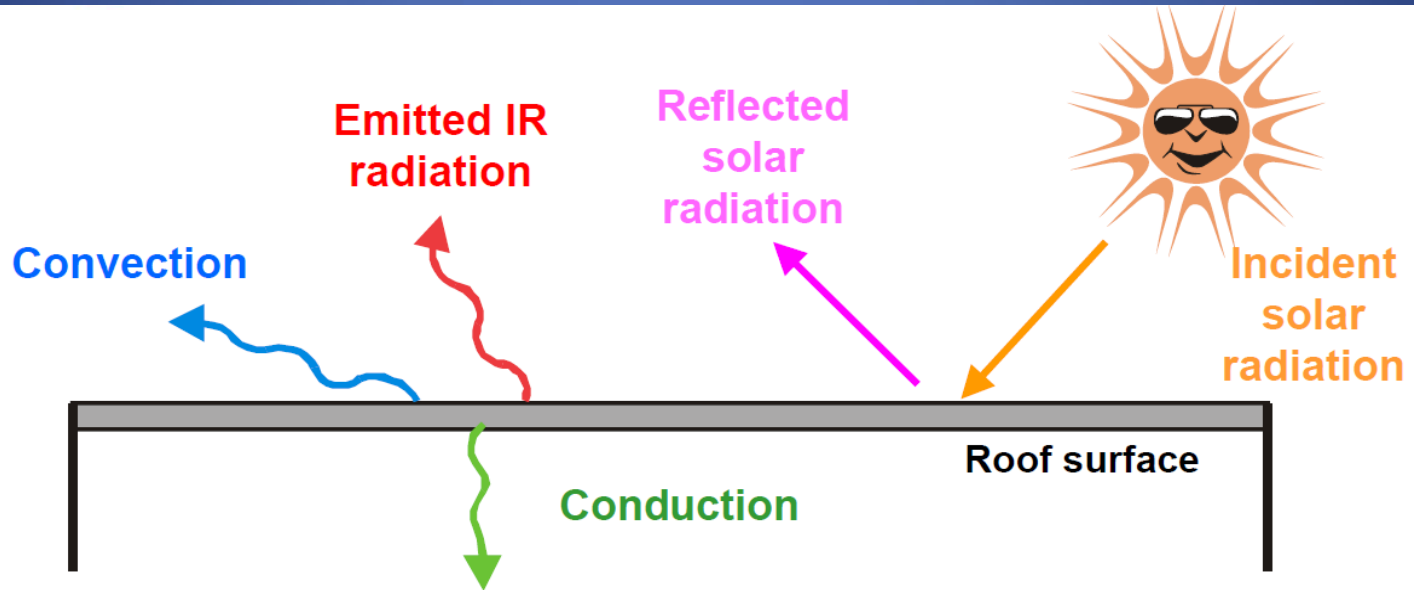 Emitted IR
radiation
Reflected
solar
radiation
Convection
Incident
solar
radiation
Roof surface
Conduction